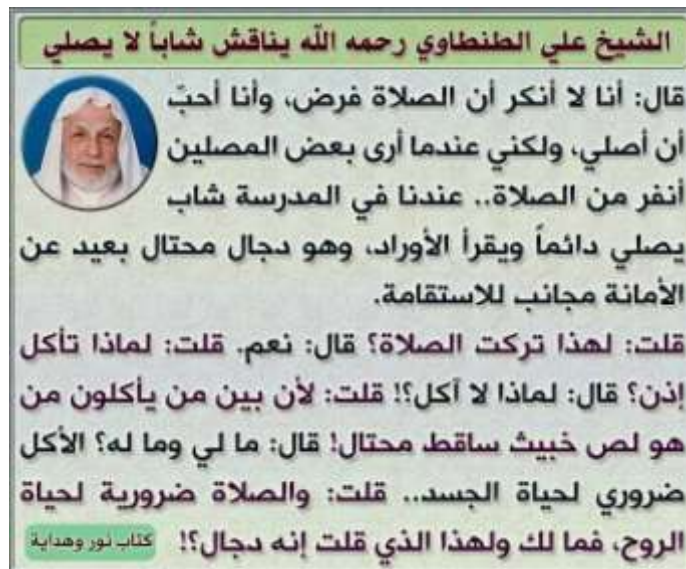 الشيخ علي الطنطاوي رحمه الله يناقش شاباً لا يصلي
قال: أنا لا أنكر أن الصلاة فرض، وأنا أحبّ
أن أصلي، ولكني عندما أرى بعض المصلين
أنفر من الصلاة.. عندنا في المدرسة شاب
يصلي دائماً ويقرأ الأوراد، وهو دجال محتال بعيد عن
الأمانة مجانب للاستقامة.
قلت: لهذا تركت الصلاة؟ قال: نعم. قلت: لماذا تأكل
إذن؟ قال: لماذا لا آكل؟! قلت: لأن بين من يأكلون من
هو لص خبيث ساقط محتال! قال: ما لي وما له؟ الأكل
ضروري لحياة الجسد.. قلت: والصلاة ضرورية لحياة
الروح، فما لك ولهذا الذي قلت إنه دجال؟!
كتاب نور وهداية